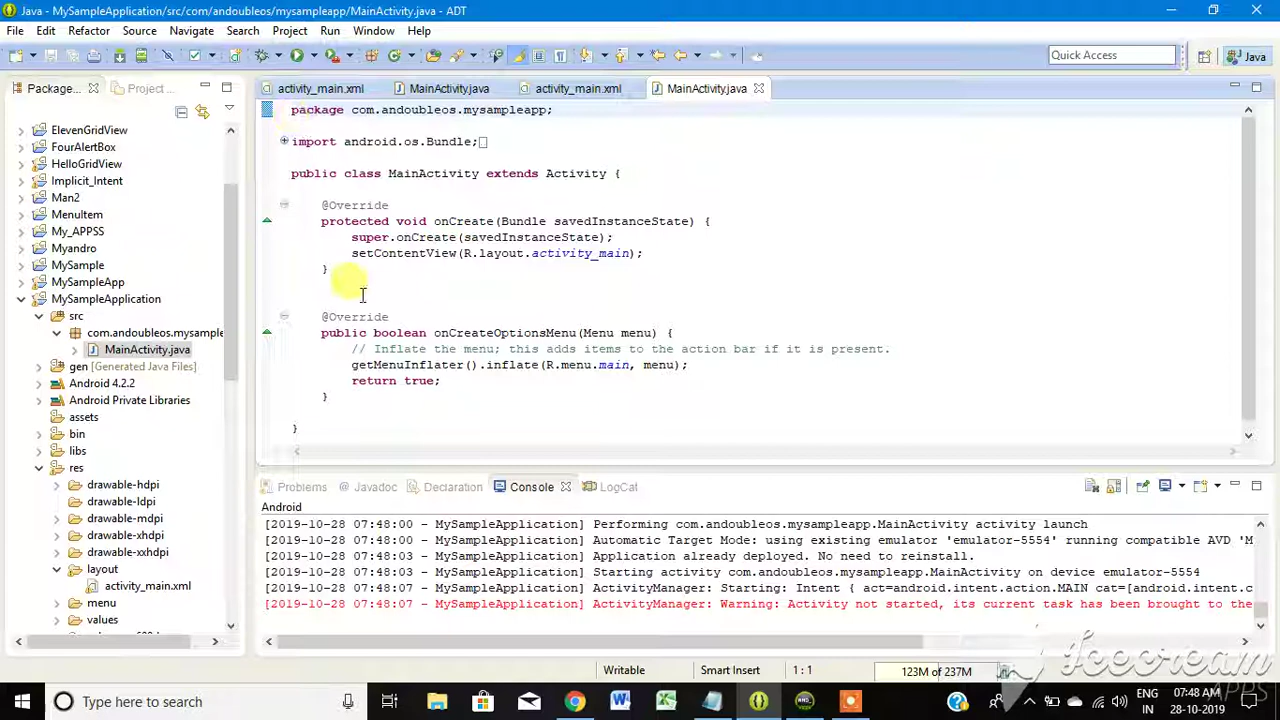 Java - MySampleApplication/src/com/andoubleos/mysampleapp/MainActivity.java - ADT
File Edit Refactor Source Navigate Search Project Run Window Help
Quick Access
Java
Package...
Project ...
activity_main.xml
MainActivity.java
activity_main.xml
MainActivity.java
ElevenGridView
FourAlertBox
HelloGridView
Implicit_Intent
Man2
MenuItem
My_APPSS
Myandro
MySample
MySampleApp
MySampleApplication
src
com.andoubleos.mysample
MainActivity.java
gen [Generated Java Files]
Android 4.2.2
Android Private Libraries
assets
bin
libs
res
drawable-hdpi
drawable-ldpi
drawable-mdpi
drawable-xhdpi
drawable-xxhdpi
layout
activity_main.xml
menu
values
package com.andoubleos.mysampleapp;
import android.os.Bundle;
public class MainActivity extends Activity {
@Override
protected void onCreate(Bundle savedInstanceState) {
super.onCreate(savedInstanceState);
setContentView(R.layout.activity_main);
}
@Override
public boolean onCreateOptionsMenu(Menu menu) {
// Inflate the menu; this adds items to the action bar if it is present.
getMenuInflater().inflate(R.menu.main, menu);
return true;
}
}
Problems
Javadoc
Declaration
Console
LogCat
Android
[2019-10-28 07:48:00 - MySampleApplication] Performing com.andoubleos.mysampleapp.MainActivity activity launch
[2019-10-28 07:48:00 - MySampleApplication] Automatic Target Mode: using existing emulator 'emulator-5554' running compatible AVD 'M
[2019-10-28 07:48:03 - MySampleApplication] Application already deployed. No need to reinstall.
[2019-10-28 07:48:03 - MySampleApplication] Starting activity com.andoubleos.mysampleapp.MainActivity on device emulator-5554
[2019-10-28 07:48:07 - MySampleApplication] ActivityManager: Starting: Intent { act=android.intent.action.MAIN cat=[android.intent.c
[2019-10-28 07:48:07 - MySampleApplication] ActivityManager: Warning: Activity not started, its current task has been brought to the
Writable
Smart Insert
1 : 1
123M of 237M
Icecream
APPS
Type here to search
ENG
IN
07:48 AM
28-10-2019